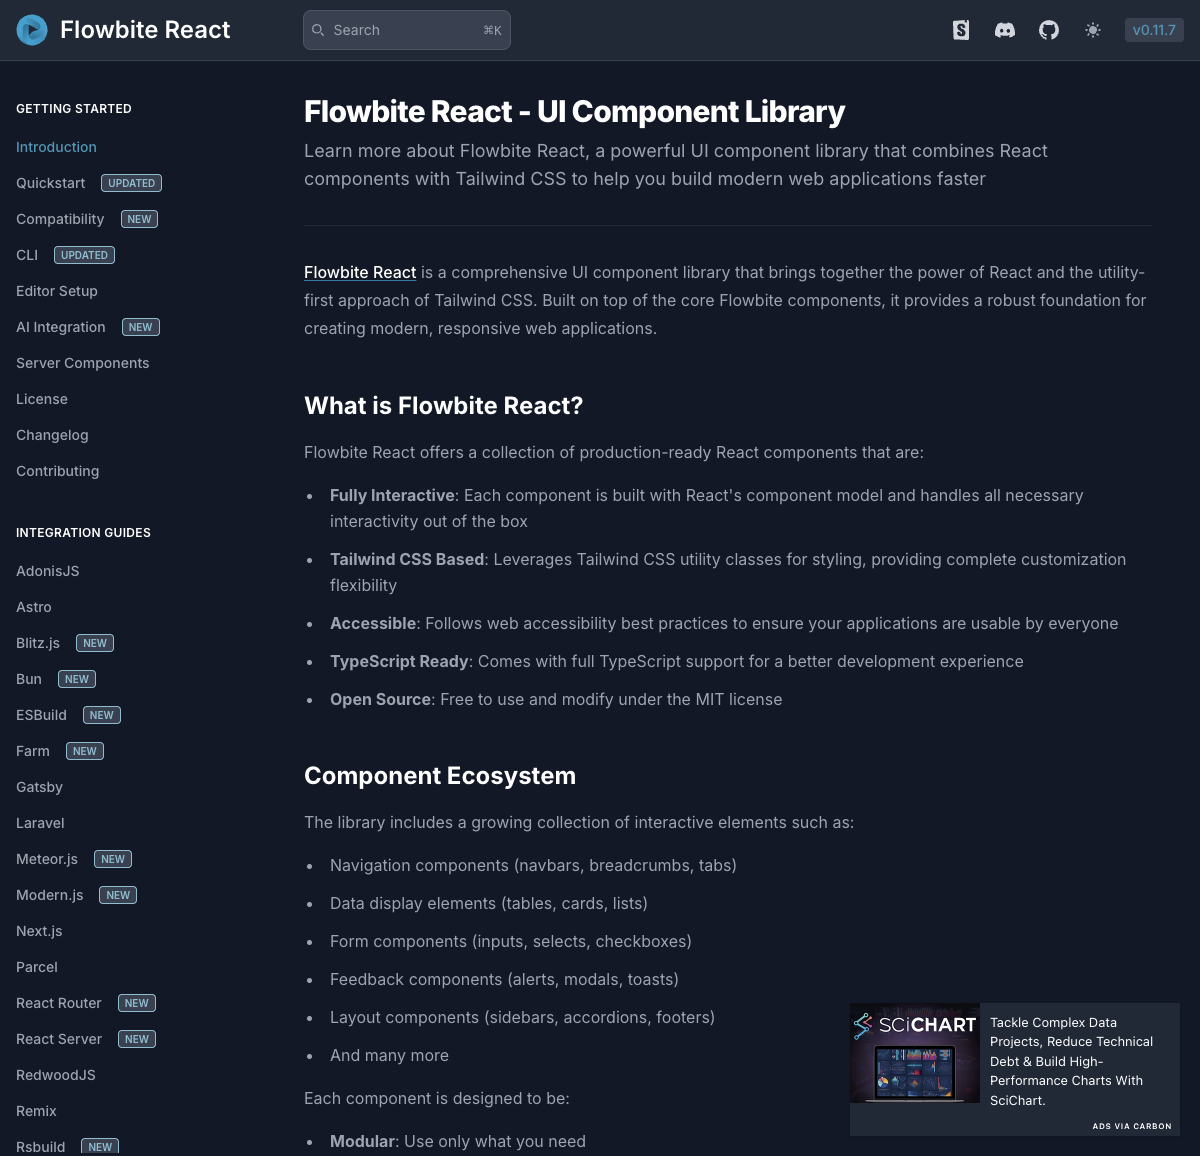 Flowbite React
Search
⌘K
v0.11.7
GETTING STARTED
Introduction
Quickstart UPDATED
Compatibility NEW
CLI UPDATED
Editor Setup
AI Integration NEW
Server Components
License
Changelog
Contributing
INTEGRATION GUIDES
AdonisJS
Astro
Blitz.js NEW
Bun NEW
ESBuild NEW
Farm NEW
Gatsby
Laravel
Meteor.js NEW
Modern.js NEW
Next.js
Parcel
React Router NEW
React Server NEW
RedwoodJS
Remix
Rsbuild NEW
Flowbite React - UI Component Library
Learn more about Flowbite React, a powerful UI component library that combines React
components with Tailwind CSS to help you build modern web applications faster
Flowbite React is a comprehensive UI component library that brings together the power of React and the utility-
first approach of Tailwind CSS. Built on top of the core Flowbite components, it provides a robust foundation for
creating modern, responsive web applications.
What is Flowbite React?
Flowbite React offers a collection of production-ready React components that are:
• Fully Interactive: Each component is built with React's component model and handles all necessary
interactivity out of the box
• Tailwind CSS Based: Leverages Tailwind CSS utility classes for styling, providing complete customization
flexibility
• Accessible: Follows web accessibility best practices to ensure your applications are usable by everyone
• TypeScript Ready: Comes with full TypeScript support for a better development experience
• Open Source: Free to use and modify under the MIT license
Component Ecosystem
The library includes a growing collection of interactive elements such as:
• Navigation components (navbars, breadcrumbs, tabs)
• Data display elements (tables, cards, lists)
• Form components (inputs, selects, checkboxes)
• Feedback components (alerts, modals, toasts)
• Layout components (sidebars, accordions, footers)
• And many more
Each component is designed to be:
• Modular: Use only what you need
SCiCHART
Tackle Complex Data
Projects, Reduce Technical
Debt & Build High-
Performance Charts With
SciChart.
ADS VIA CARBON